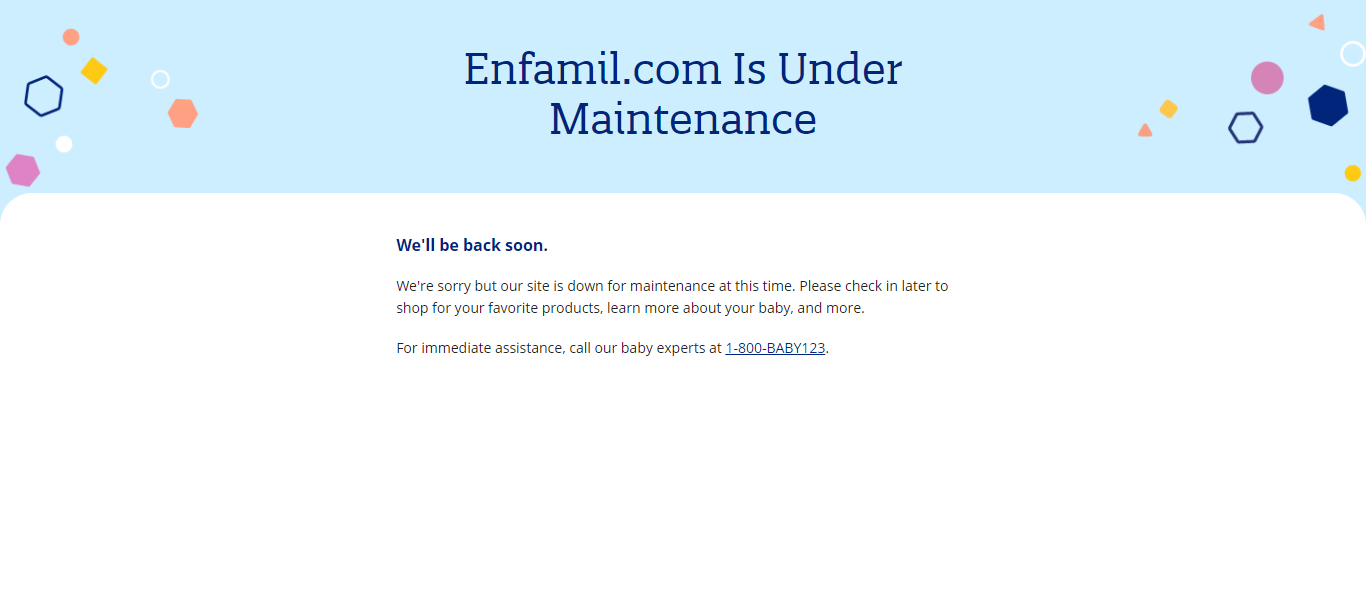 Enfamil.com Is Under
Maintenance
We'll be back soon.
We're sorry but our site is down for maintenance at this time. Please check in later to
shop for your favorite products, learn more about your baby, and more.
For immediate assistance, call our baby experts at 1-800-BABY123.